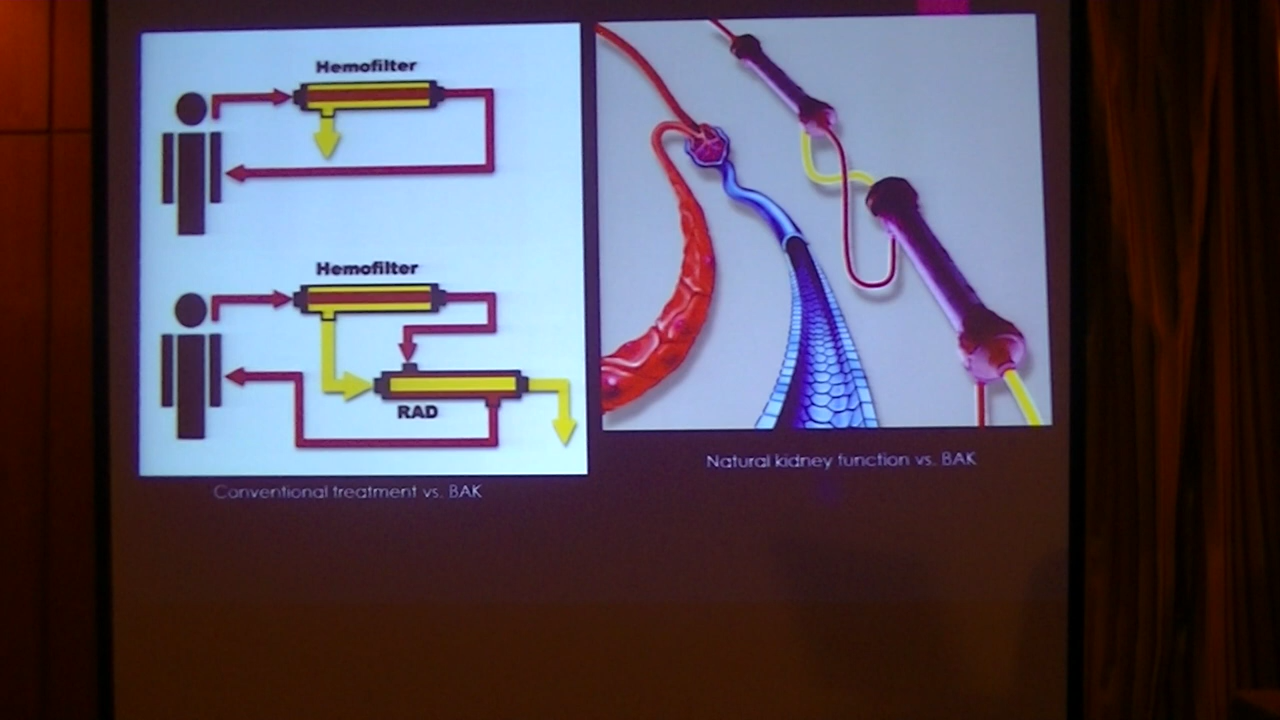 Hemofilter
Hemofilter
RAD
Conventional treatment vs. BAK
Natural kidney function vs. BAK